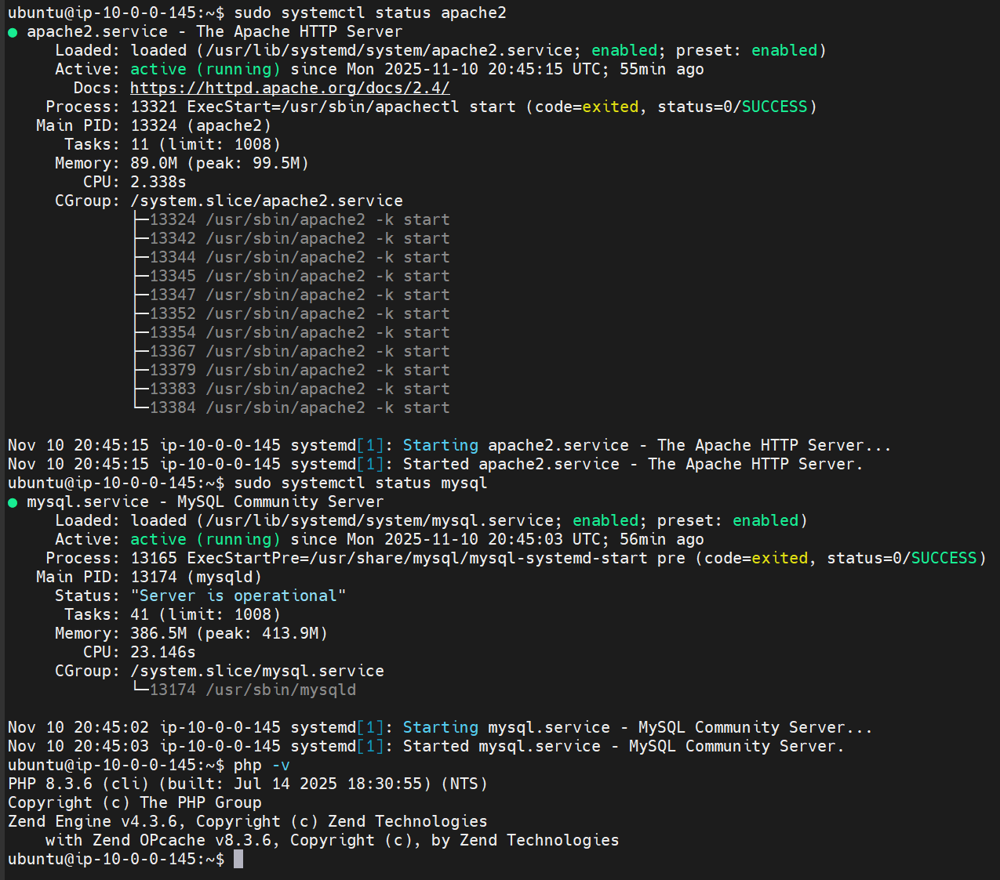 ubuntu@ip-10-0-0-145:~$ sudo systemctl status apache2
● apache2.service - The Apache HTTP Server
     Loaded: loaded (/usr/lib/systemd/system/apache2.service; enabled; preset: enabled)
     Active: active (running) since Mon 2025-11-10 20:45:15 UTC; 55min ago
       Docs: https://httpd.apache.org/docs/2.4/
    Process: 13321 ExecStart=/usr/sbin/apachectl start (code=exited, status=0/SUCCESS)
   Main PID: 13324 (apache2)
      Tasks: 11 (limit: 1008)
     Memory: 89.0M (peak: 99.5M)
        CPU: 2.338s
     CGroup: /system.slice/apache2.service
             ├─13324 /usr/sbin/apache2 -k start
             ├─13342 /usr/sbin/apache2 -k start
             ├─13344 /usr/sbin/apache2 -k start
             ├─13345 /usr/sbin/apache2 -k start
             ├─13347 /usr/sbin/apache2 -k start
             ├─13352 /usr/sbin/apache2 -k start
             ├─13354 /usr/sbin/apache2 -k start
             ├─13367 /usr/sbin/apache2 -k start
             ├─13379 /usr/sbin/apache2 -k start
             ├─13383 /usr/sbin/apache2 -k start
             └─13384 /usr/sbin/apache2 -k start

Nov 10 20:45:15 ip-10-0-0-145 systemd[1]: Starting apache2.service - The Apache HTTP Server...
Nov 10 20:45:15 ip-10-0-0-145 systemd[1]: Started apache2.service - The Apache HTTP Server.
ubuntu@ip-10-0-0-145:~$ sudo systemctl status mysql
● mysql.service - MySQL Community Server
     Loaded: loaded (/usr/lib/systemd/system/mysql.service; enabled; preset: enabled)
     Active: active (running) since Mon 2025-11-10 20:45:03 UTC; 56min ago
    Process: 13165 ExecStartPre=/usr/share/mysql/mysql-systemd-start pre (code=exited, status=0/SUCCESS)
   Main PID: 13174 (mysqld)
     Status: "Server is operational"
      Tasks: 41 (limit: 1008)
     Memory: 386.5M (peak: 413.9M)
        CPU: 23.146s
     CGroup: /system.slice/mysql.service
             └─13174 /usr/sbin/mysqld

Nov 10 20:45:02 ip-10-0-0-145 systemd[1]: Starting mysql.service - MySQL Community Server...
Nov 10 20:45:03 ip-10-0-0-145 systemd[1]: Started mysql.service - MySQL Community Server.
ubuntu@ip-10-0-0-145:~$ php -v
PHP 8.3.6 (cli) (built: Jul 14 2025 18:30:55) (NTS)
Copyright (c) The PHP Group
Zend Engine v4.3.6, Copyright (c) Zend Technologies
    with Zend OPcache v8.3.6, Copyright (c), by Zend Technologies
ubuntu@ip-10-0-0-145:~$